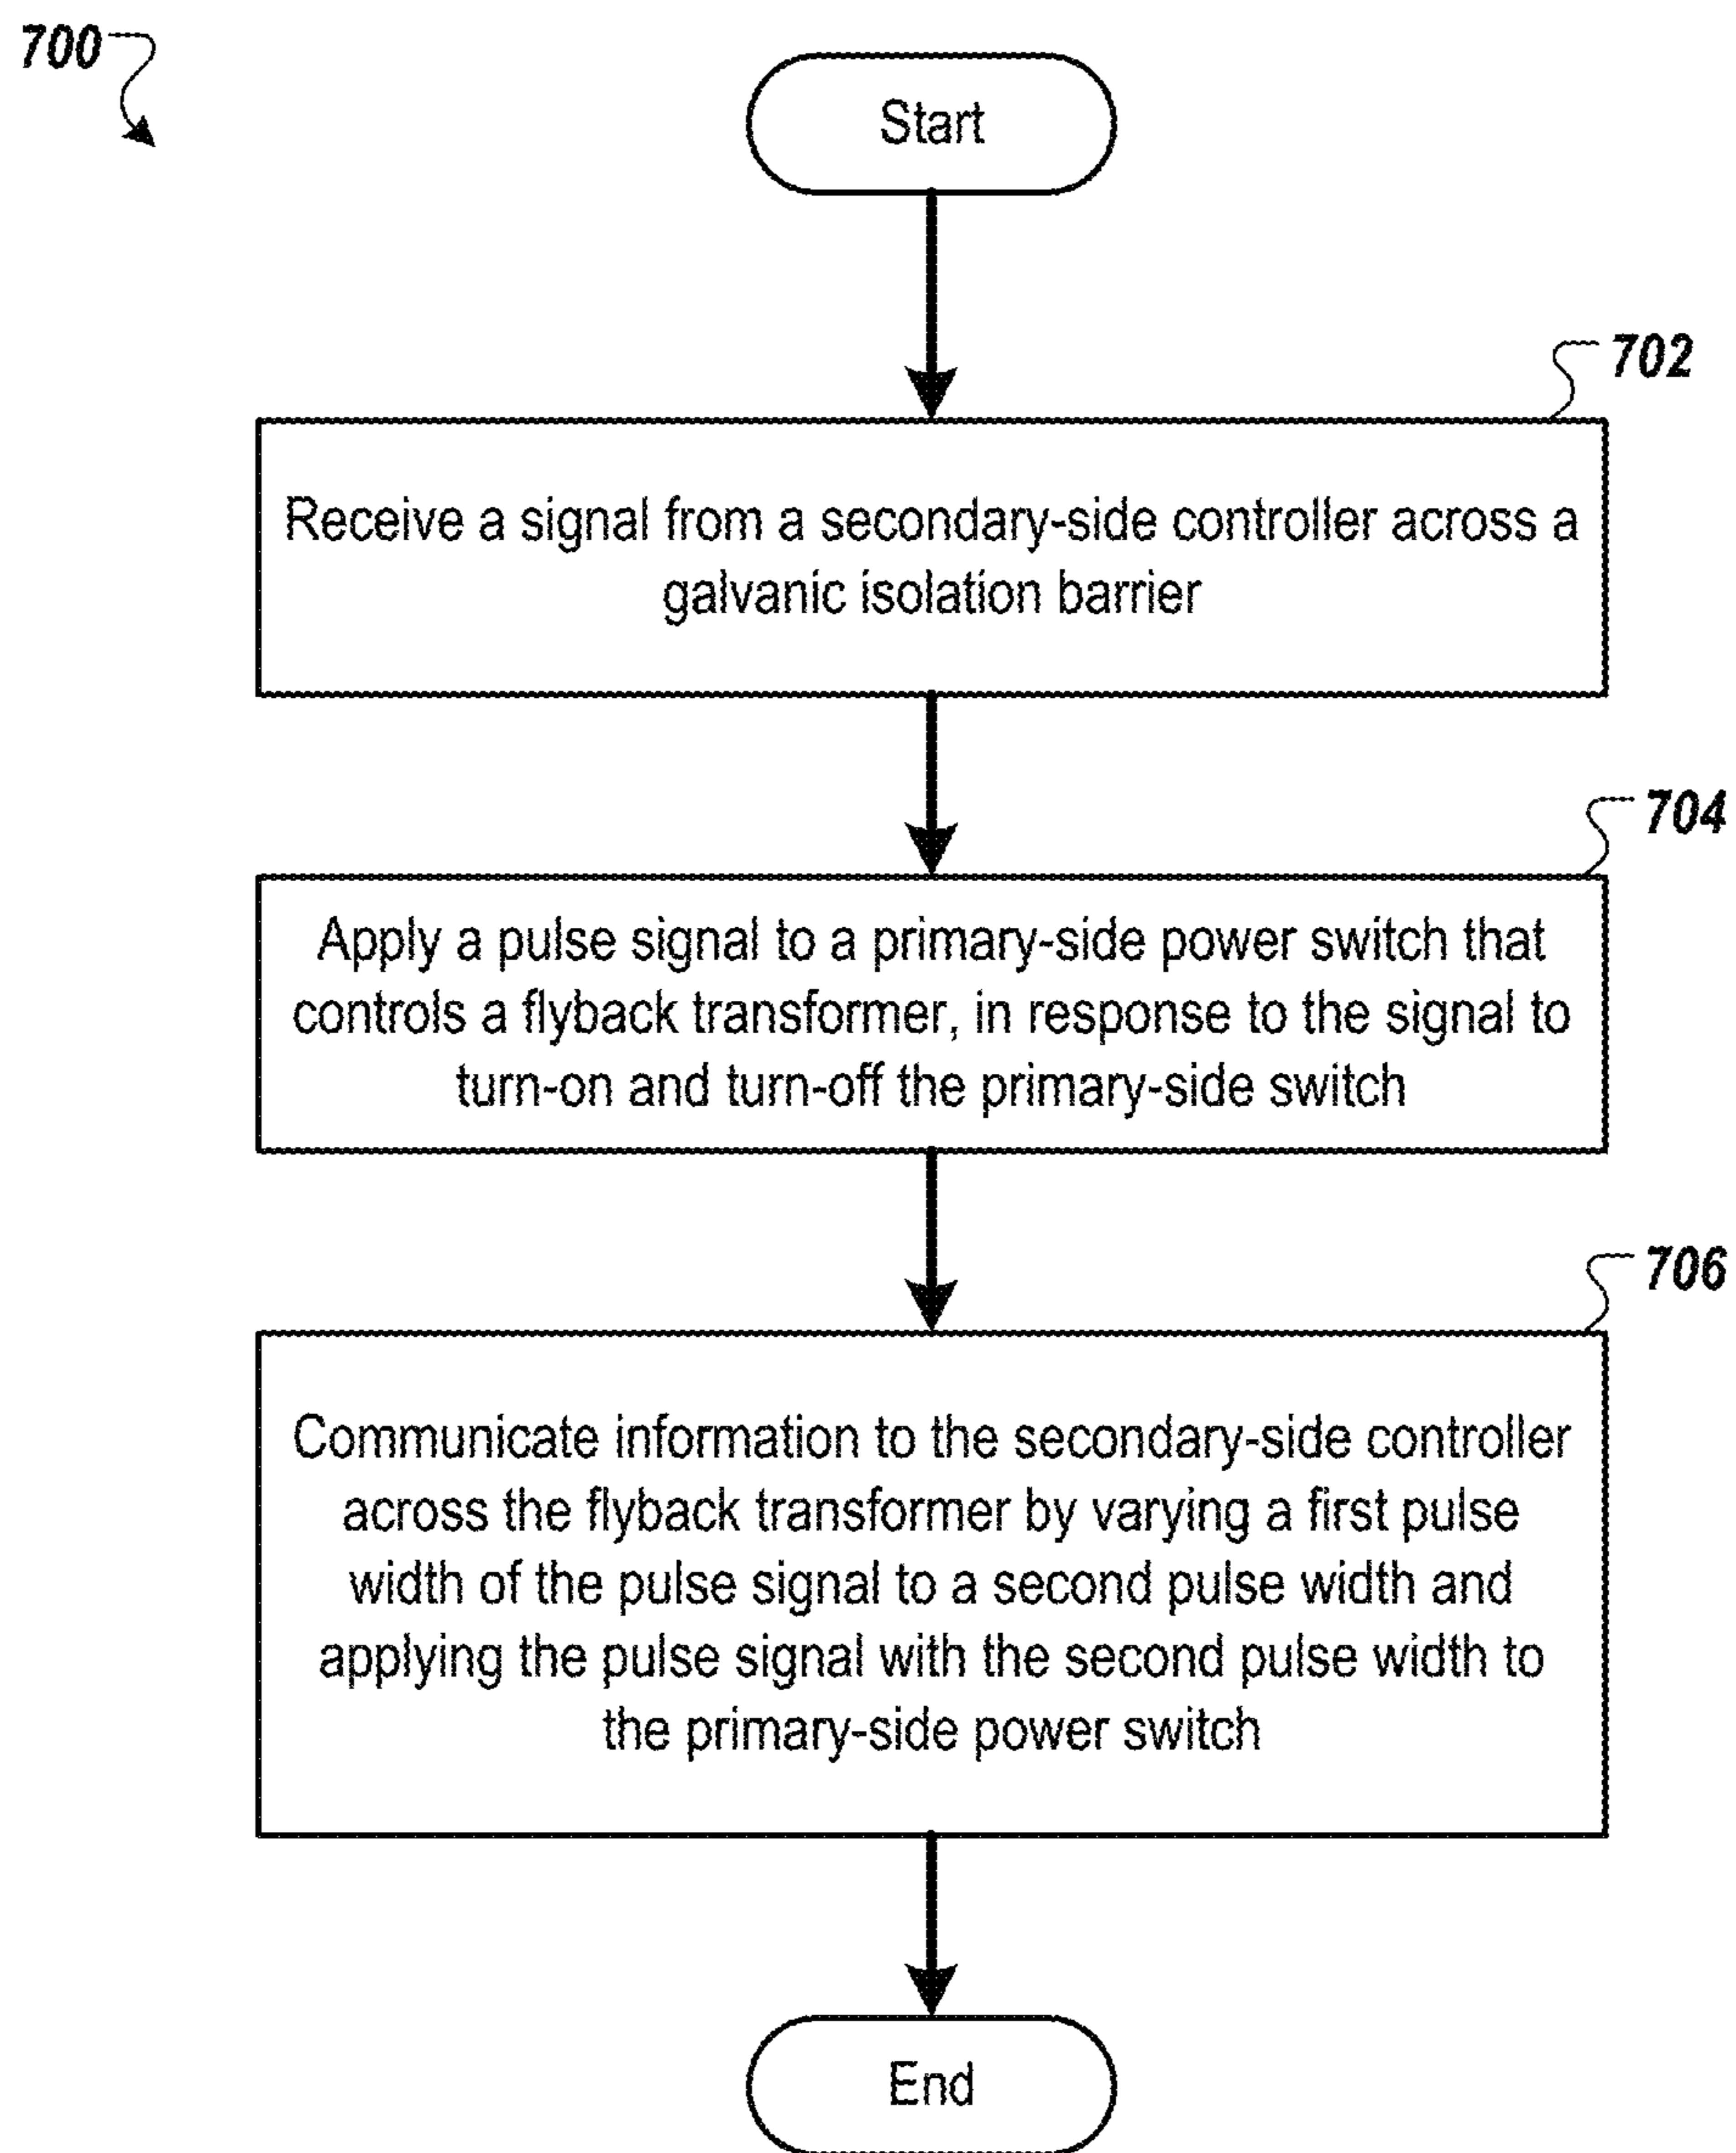 700
Start
702
Receive a signal from a secondary-side controller across a
galvanic isolation barrier
704
Apply a pulse signal to a primary-side power switch that
controls a flyback transformer, in response to the signal to
turn-on and turn-off the primary-side switch
706
Communicate information to the secondary-side controller
across the flyback transformer by varying a first pulse
width of the pulse signal to a second pulse width and
applying the pulse signal with the second pulse width to
the primary-side power switch
End